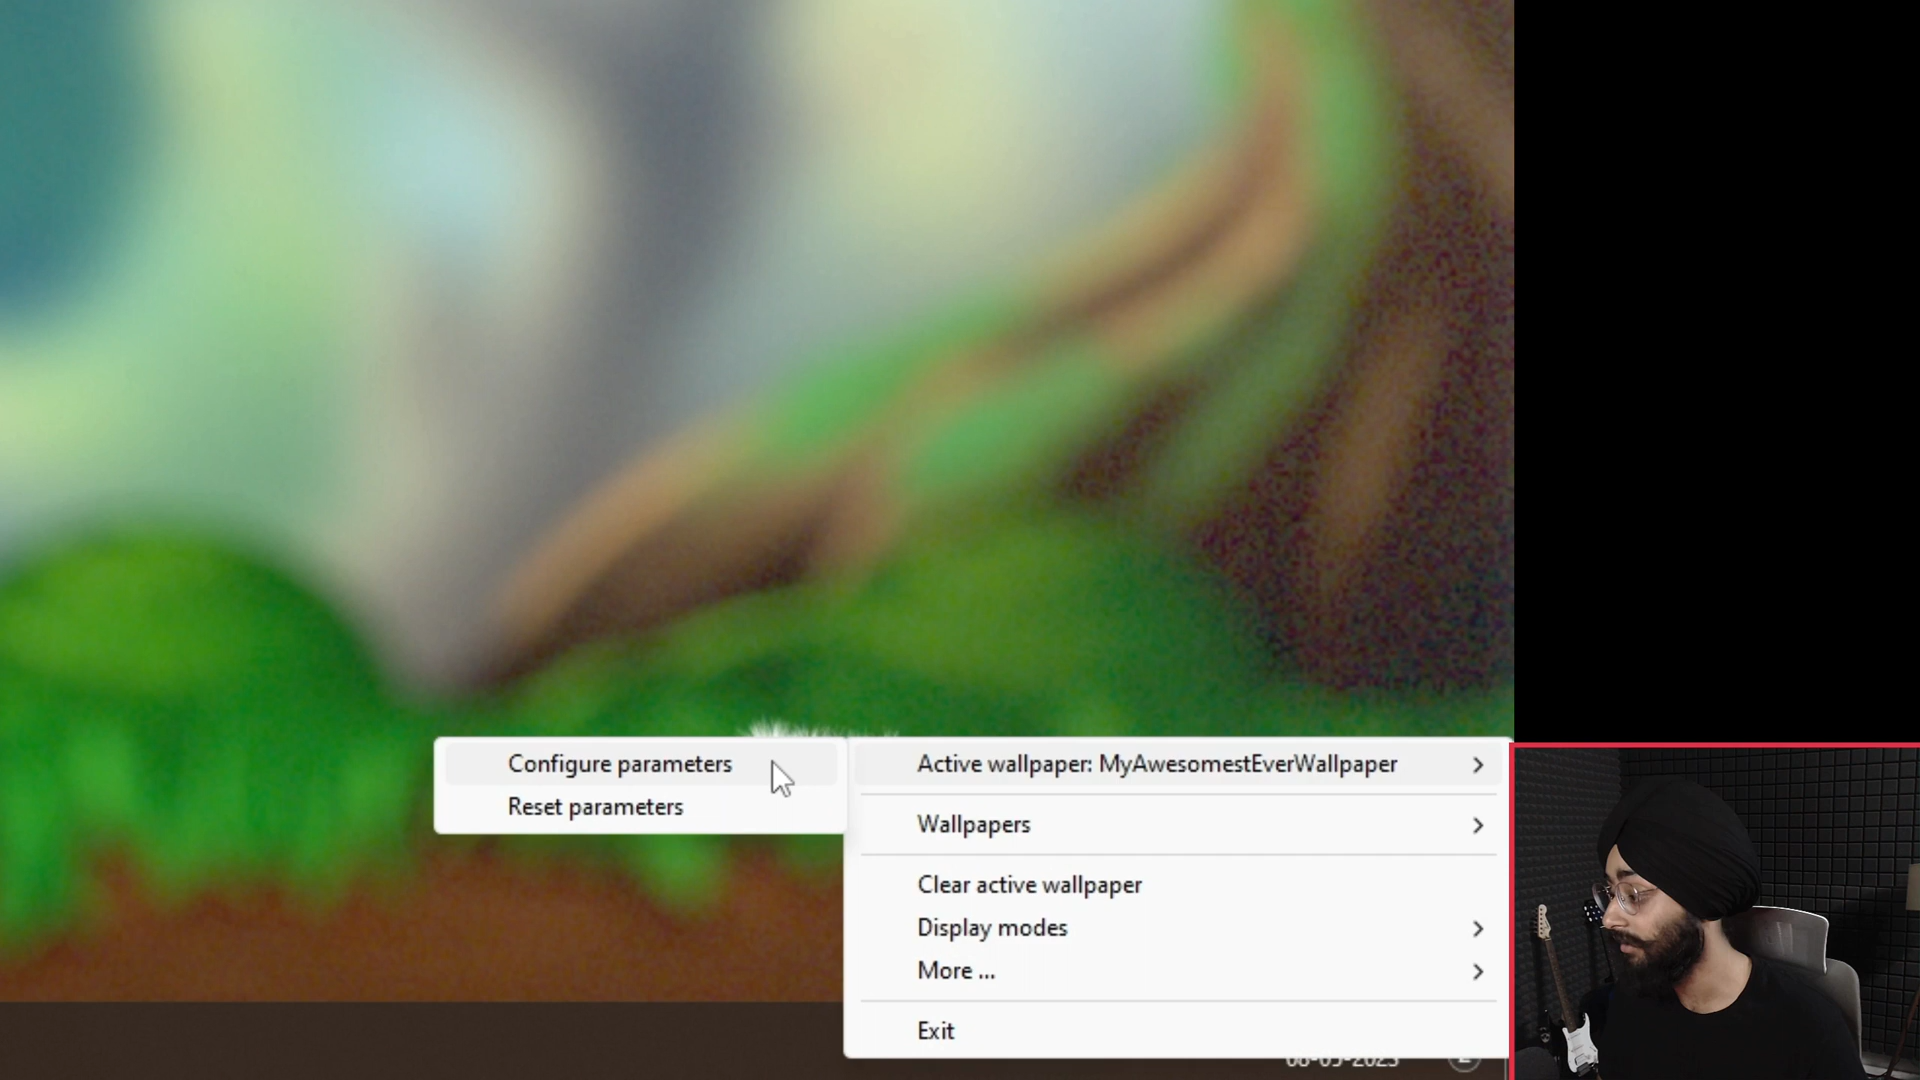 Configure parameters
Reset parameters
Active wallpaper: MyAwesomestEverWallpaper
Wallpapers
Clear active wallpaper
Display modes
More ...
Exit